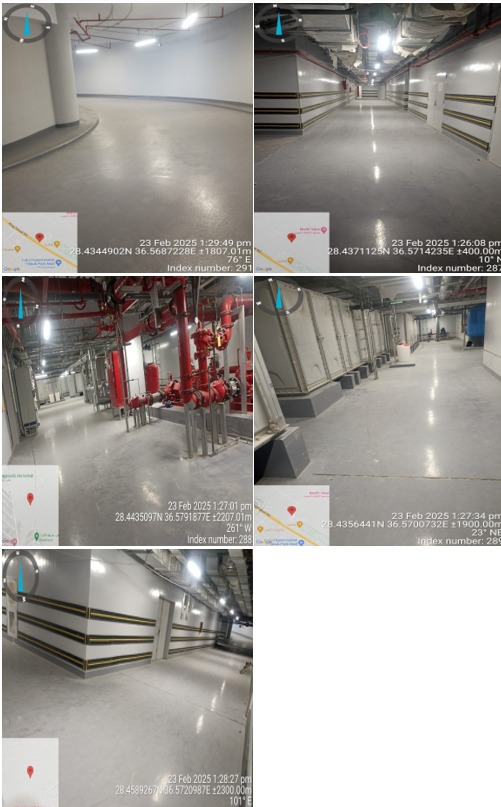 23 Feb 2025 1:29:49 pm
28.4344902N 36.5687228E ±1807.01m
76° E
Index number: 291
Google
23 Feb 2025 1:26:08 pm
28.4371125N 36.5714235E ±400.00m
10° N
Index number: 287
Google
23 Feb 2025 1:27:01 pm
28.4435097N 36.5791877E ±2207.01m
261° W
Index number: 288
Google
23 Feb 2025 1:27:34 pm
28.4356441N 36.5700732E ±1900.00m
23° NE
Index number: 289
Google
23 Feb 2025 1:28:27 pm
28.4589267N 36.5720987E ±2300.00m
101° E